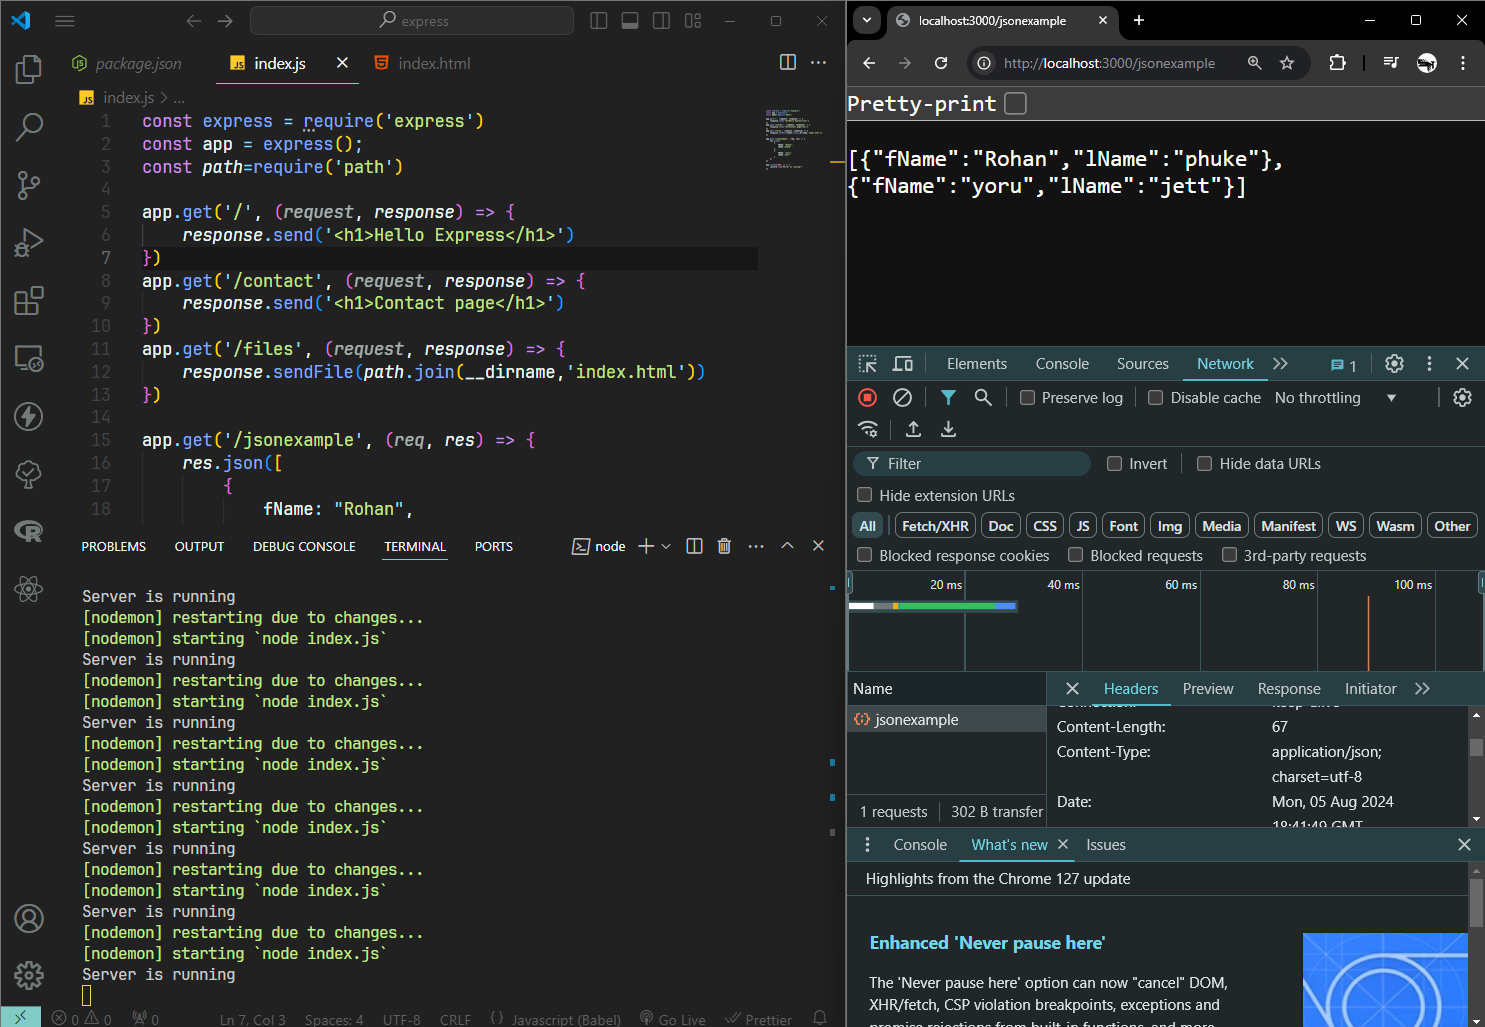 express
package.json
index.js
index.html
index.js > ...
1 const express = require('express')
2 const app = express();
3 const path=require('path')
4
5 app.get('/', (request, response) => {
6 response.send('<h1>Hello Express</h1>')
7 })
8 app.get('/contact', (request, response) => {
9 response.send('<h1>Contact page</h1>')
10 })
11 app.get('/files', (request, response) => {
12 response.sendFile(path.join(__dirname,'index.html'))
13 })
14
15 app.get('/jsonexample', (req, res) => {
16 res.json([
17 {
18 fName: "Rohan",
PROBLEMS OUTPUT DEBUG CONSOLE TERMINAL PORTS node
Server is running
[nodemon] restarting due to changes...
[nodemon] starting `node index.js`
Server is running
[nodemon] restarting due to changes...
[nodemon] starting `node index.js`
Server is running
[nodemon] restarting due to changes...
[nodemon] starting `node index.js`
Server is running
[nodemon] restarting due to changes...
[nodemon] starting `node index.js`
Server is running
[nodemon] restarting due to changes...
[nodemon] starting `node index.js`
Server is running
[nodemon] restarting due to changes...
[nodemon] starting `node index.js`
Server is running
0 0 0 Ln 7, Col 3 Spaces: 4 UTF-8 CRLF {} Javascript (Babel) Go Live Prettier
localhost:3000/jsonexample
http://localhost:3000/jsonexample
Pretty-print
[{"fName":"Rohan","lName":"phuke"},
{"fName":"yoru","lName":"jett"}]
Elements Console Sources Network 1
Preserve log Disable cache No throttling
Filter Invert Hide data URLs
Hide extension URLs
All Fetch/XHR Doc CSS JS Font Img Media Manifest WS Wasm Other
Blocked response cookies Blocked requests 3rd-party requests
20 ms 40 ms 60 ms 80 ms 100 ms
Name Headers Preview Response Initiator
jsonexample
Connection: keep-alive
Content-Length: 67
Content-Type: application/json;
charset=utf-8
Date: Mon, 05 Aug 2024
18:41:49 GMT
1 requests 302 B transfer
Console What's new Issues
Highlights from the Chrome 127 update
Enhanced 'Never pause here'
The 'Never pause here' option can now "cancel" DOM,
XHR/fetch, CSP violation breakpoints, exceptions and
promise rejections from built-in functions, and more